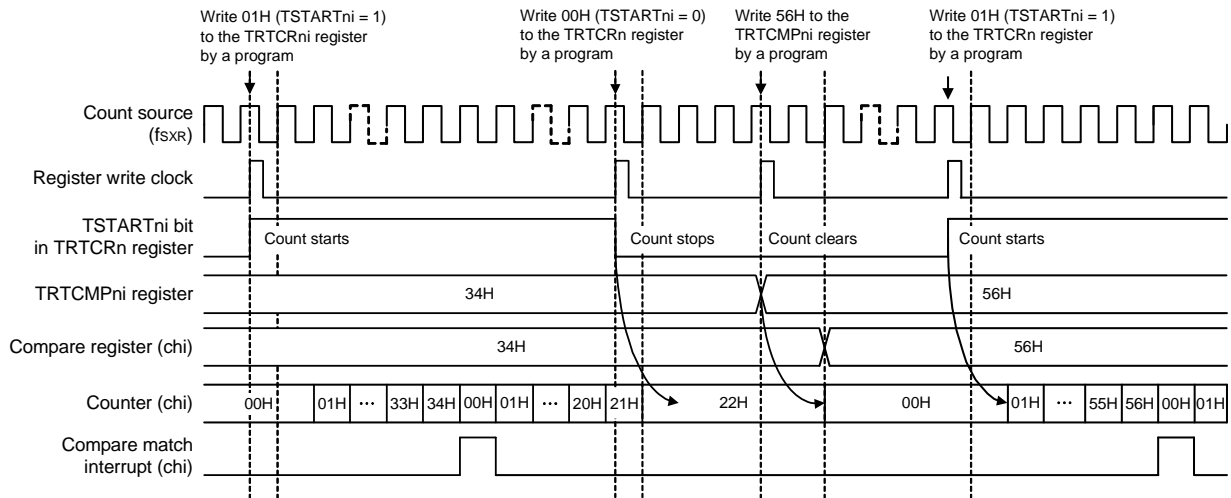 Write 01H (TSTARTni = 1)
to the TRTCRni register
by a program
Write 00H (TSTARTni = 0)
to the TRTCRn register
by a program
Write 56H to the
TRTCMPni register
by a program
Write 01H (TSTARTni = 1)
to the TRTCRn register
by a program
Count source
(fSXR)
Register write clock
TSTARTni bit
in TRTCRn register
Count starts
Count stops
Count clears
Count starts
TRTCMPni register
34H
56H
Compare register (chi)
34H
56H
Counter (chi)
00H 01H ··· 33H 34H 00H 01H ··· 20H 21H 22H 00H 01H ··· 55H 56H 00H 01H
Compare match
interrupt (chi)